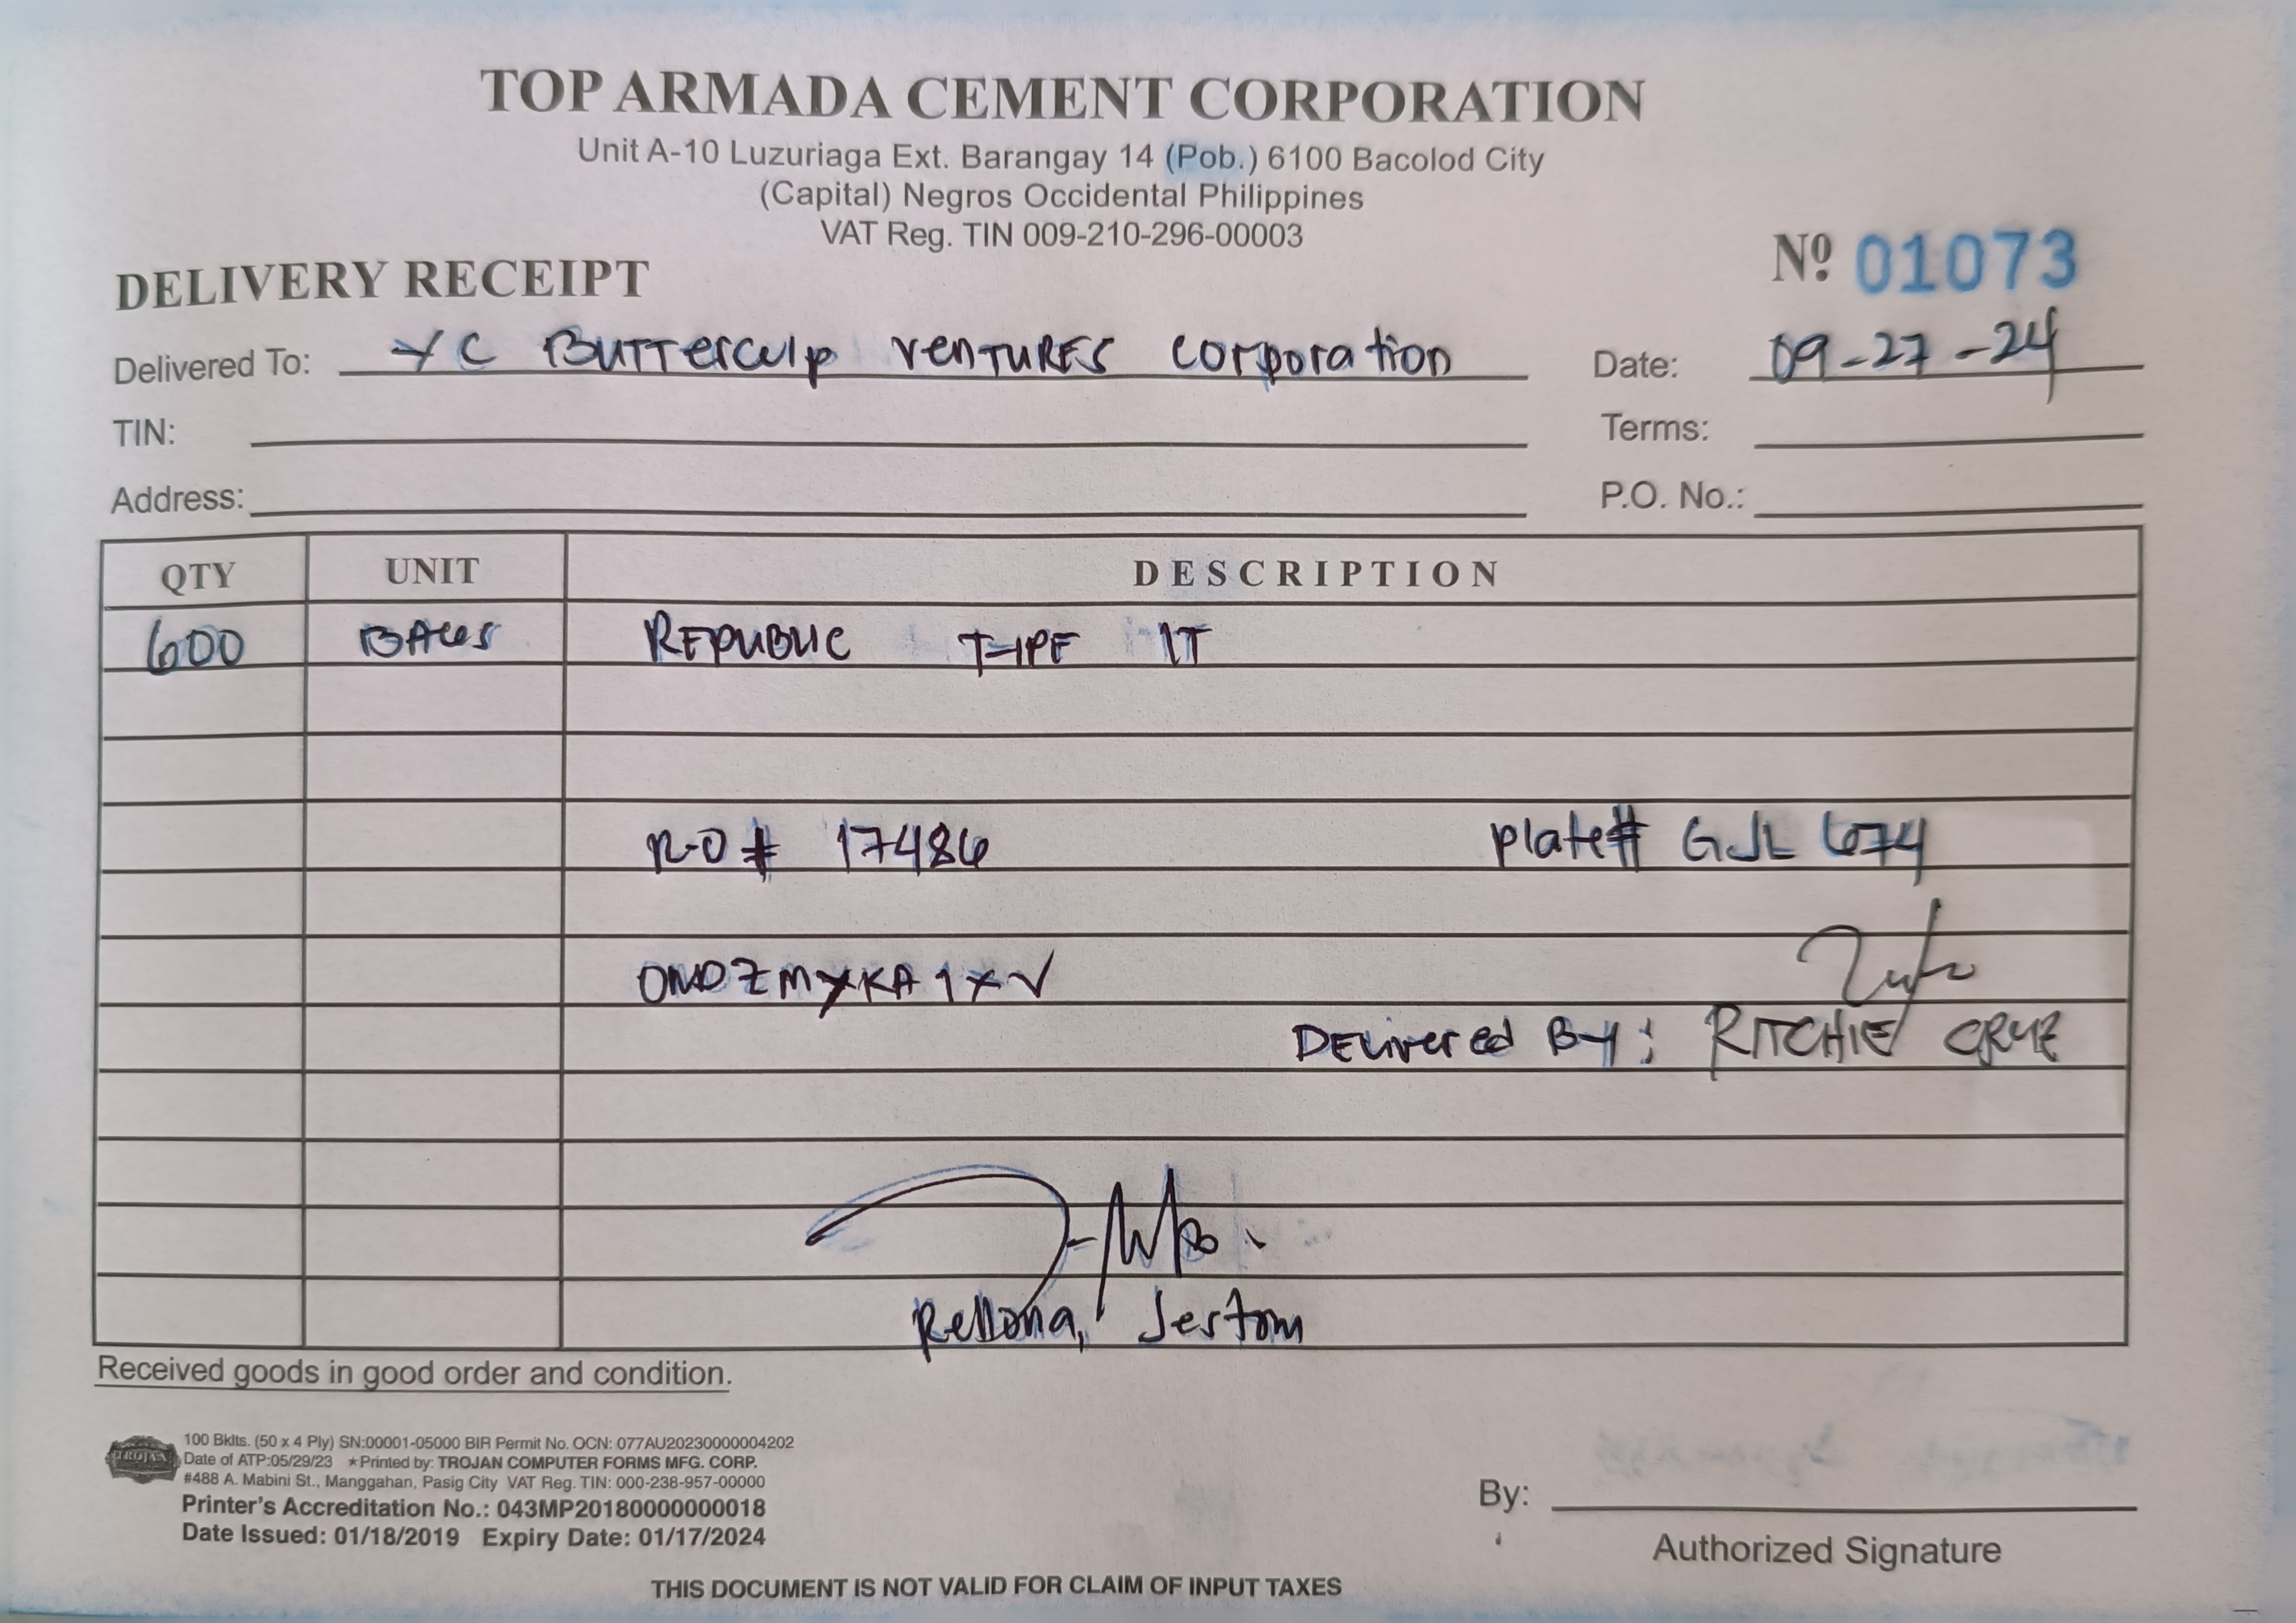 TOP ARMADA CEMENT CORPORATION
Unit A-10 Luzuriaga Ext. Barangay 14 (Pob.) 6100 Bacolod City
(Capital) Negros Occidental Philippines
VAT Reg. TIN 009-210-296-00003
DELIVERY RECEIPT Nº 01073
Delivered To: YC Buttercup Ventures Corporation Date: 09-27-24
TIN: Terms:
Address: P.O. No.:
QTY UNIT DESCRIPTION
600 BAGS REPUBLIC TYPE 1T
R-O # 17486 Plate# GJL 674
OMDZMYKA1XV
Delivered By: RITCHIE CRUZ
Rellona, Jestom
Received goods in good order and condition.
TROJAN
100 Bklts. (50 x 4 Ply) SN:00001-05000 BIR Permit No. OCN: 077AU20230000004202
Date of ATP:05/29/23 ★Printed by: TROJAN COMPUTER FORMS MFG. CORP.
#488 A. Mabini St., Manggahan, Pasig City VAT Reg. TIN: 000-238-957-00000
Printer's Accreditation No.: 043MP20180000000018
Date Issued: 01/18/2019 Expiry Date: 01/17/2024
By:
Authorized Signature
THIS DOCUMENT IS NOT VALID FOR CLAIM OF INPUT TAXES